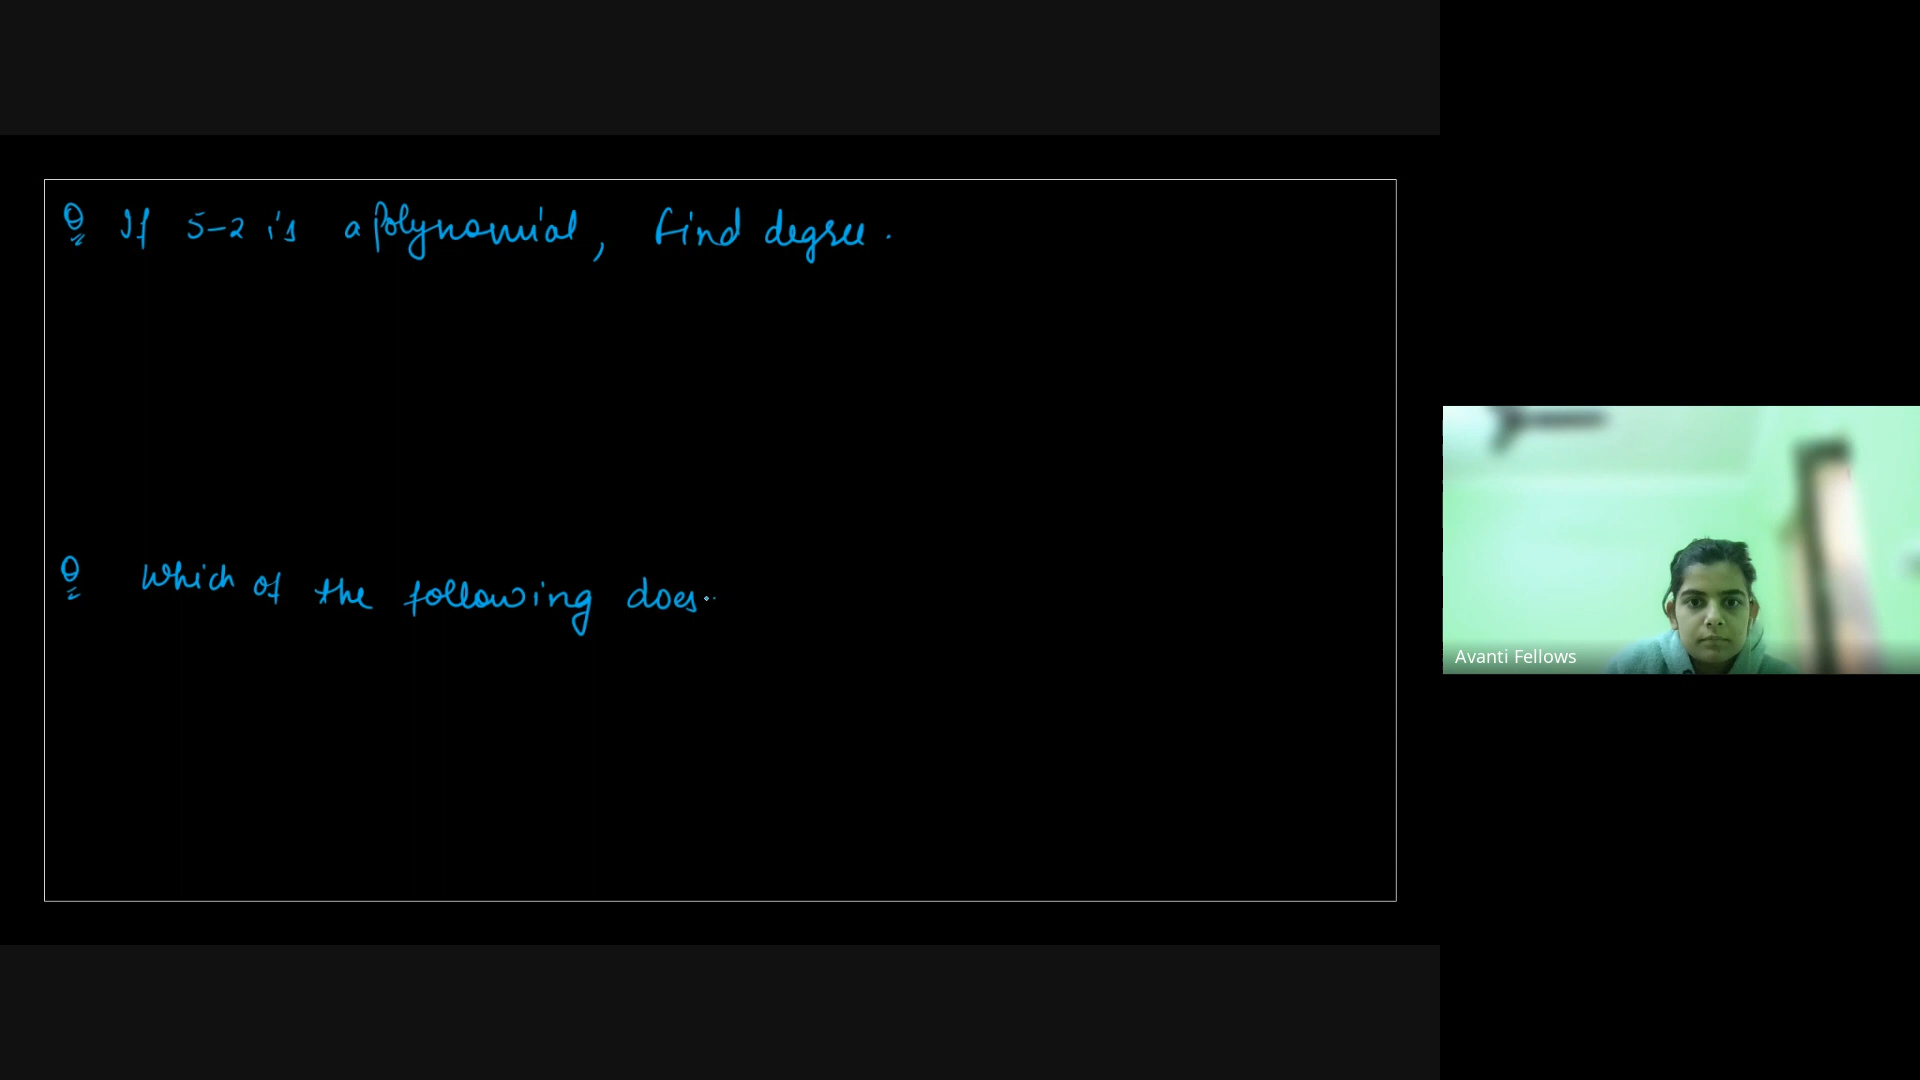 Q If 5-2 is a Polynomial, find degree.
Q Which of the following does
Avanti Fellows